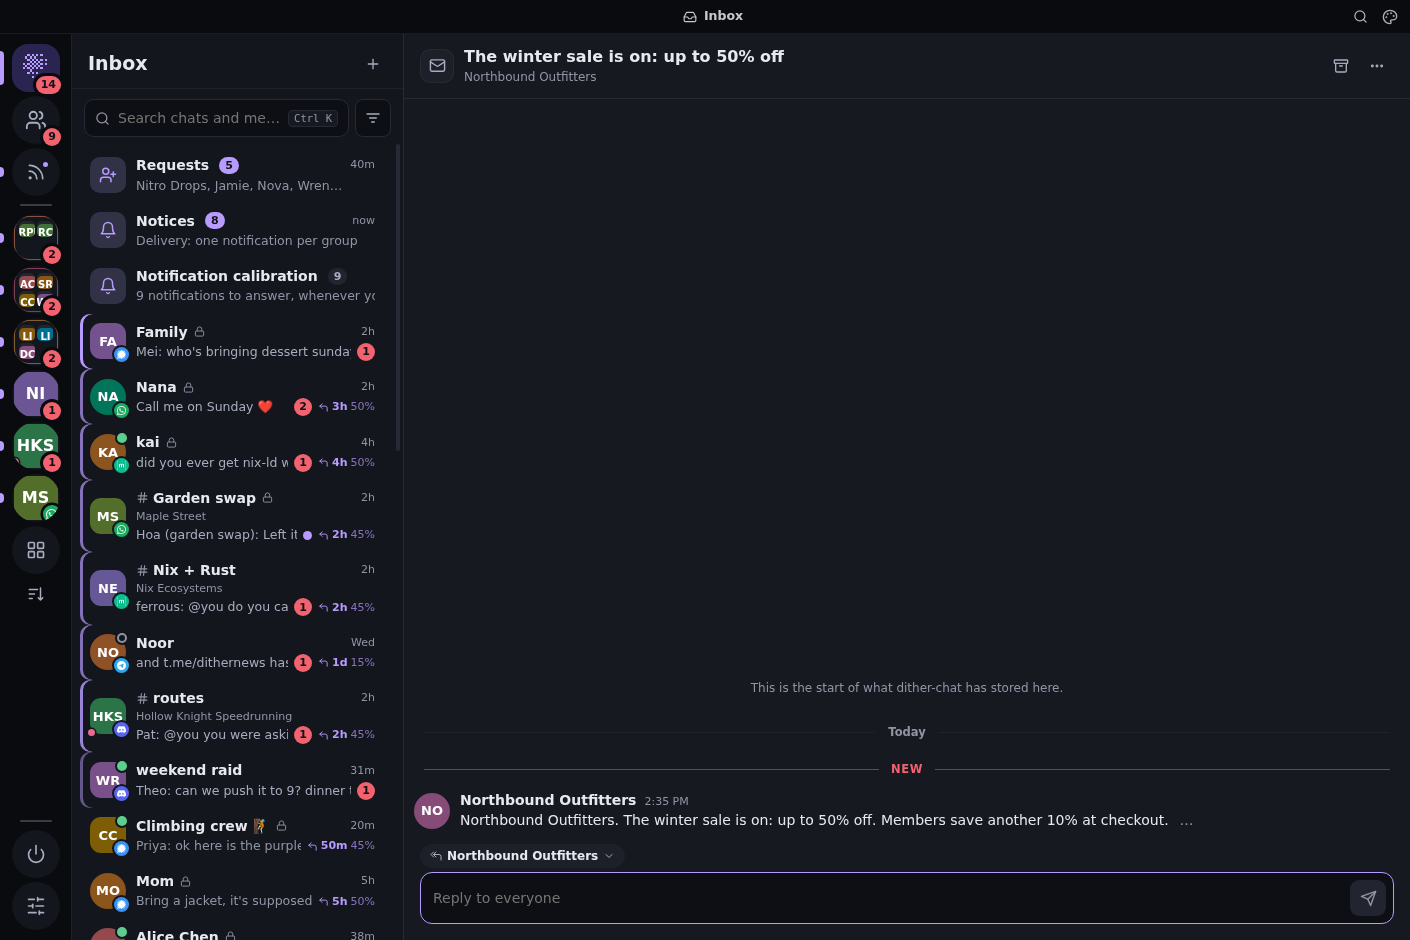 Inbox
14
9
RP RC
2
AC SR
CC
2
LI LI
DC
2
NI
1
HKS
1
MS
Inbox
Search chats and me… Ctrl K
Requests 5 40m
Nitro Drops, Jamie, Nova, Wren…
Notices 8 now
Delivery: one notification per group
Notification calibration 9
9 notifications to answer, whenever yo
FA Family 2h
Mei: who's bringing dessert sunda 1
NA Nana 2h
Call me on Sunday ❤️ 2 3h 50%
KA kai 4h
did you ever get nix-ld w 1 4h 50%
MS # Garden swap 2h
Maple Street
Hoa (garden swap): Left it 2h 45%
NE # Nix + Rust 2h
Nix Ecosystems
ferrous: @you do you ca 1 2h 45%
NO Noor Wed
and t.me/dithernews has 1 1d 15%
HKS # routes 2h
Hollow Knight Speedrunning
Pat: @you you were aski 1 2h 45%
WR weekend raid 31m
Theo: can we push it to 9? dinner 1
CC Climbing crew 🧗 20m
Priya: ok here is the purple 50m 45%
MO Mom 5h
Bring a jacket, it's supposed 5h 50%
Alice Chen 38m
The winter sale is on: up to 50% off
Northbound Outfitters
This is the start of what dither-chat has stored here.
Today
NEW
NO Northbound Outfitters 2:35 PM
Northbound Outfitters. The winter sale is on: up to 50% off. Members save another 10% at checkout. …
Northbound Outfitters
Reply to everyone